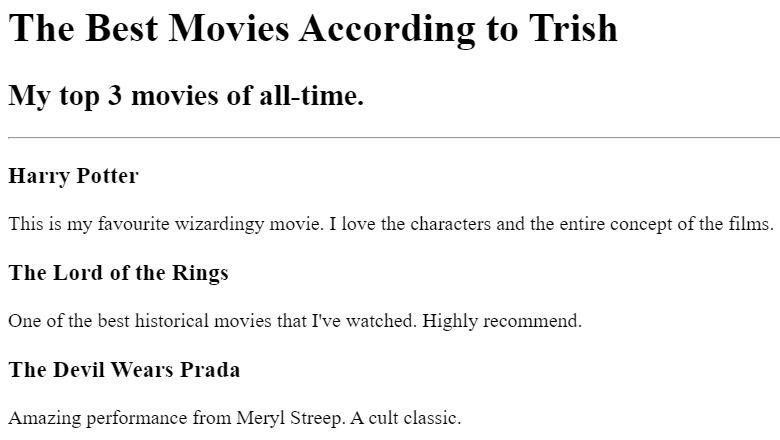 The Best Movies According to Trish
My top 3 movies of all-time.
Harry Potter
This is my favourite wizardingy movie. I love the characters and the entire concept of the films.
The Lord of the Rings
One of the best historical movies that I've watched. Highly recommend.
The Devil Wears Prada
Amazing performance from Meryl Streep. A cult classic.